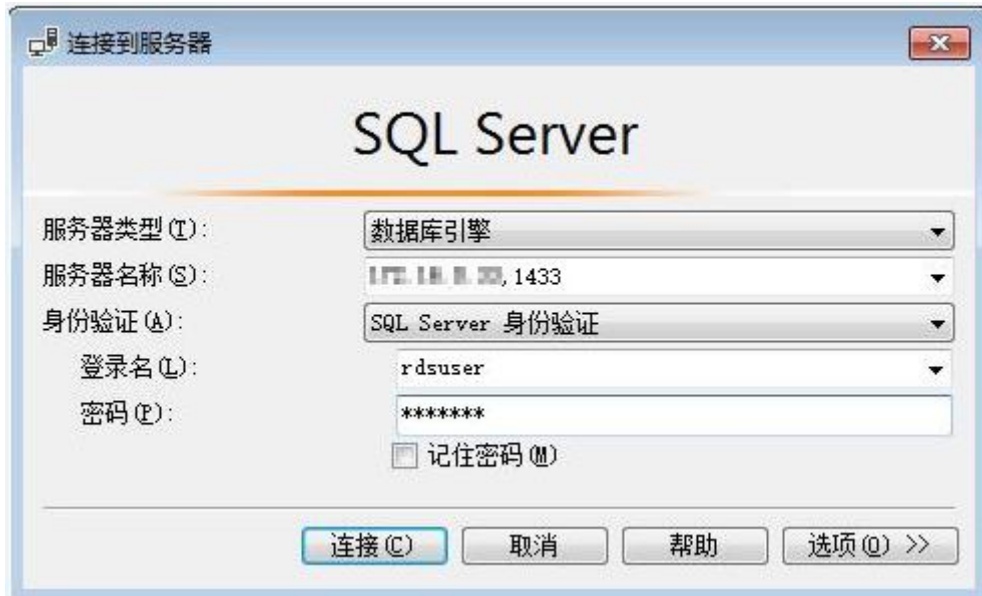 连接到服务器
SQL Server
服务器类型(T): 数据库引擎
服务器名称(S): ,1433
身份验证(A): SQL Server 身份验证
登录名(L): rdsuser
密码(P): *******
记住密码(M)
连接(C) 取消 帮助 选项(O) >>